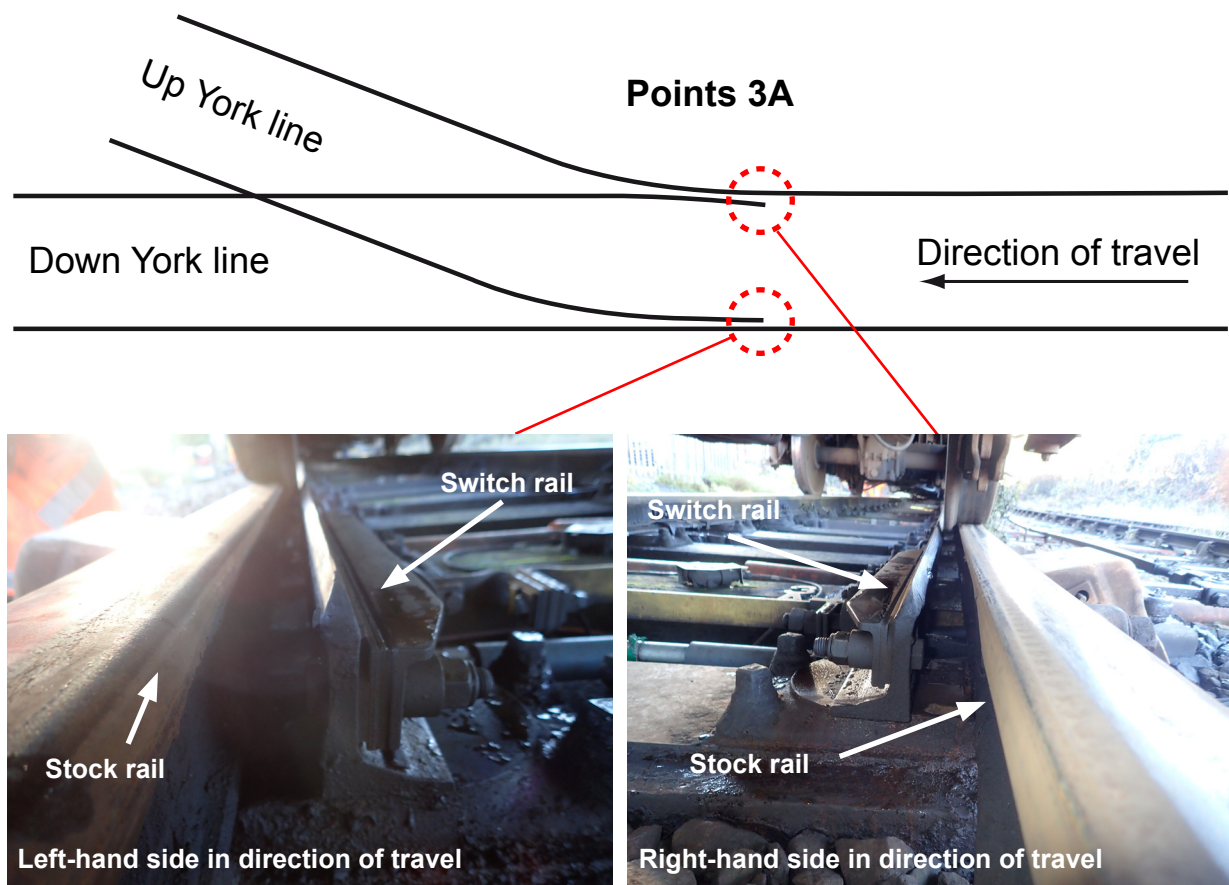 Up York line
Points 3A
Down York line
Direction of travel
Switch rail
Stock rail
Left-hand side in direction of travel
Switch rail
Stock rail
Right-hand side in direction of travel